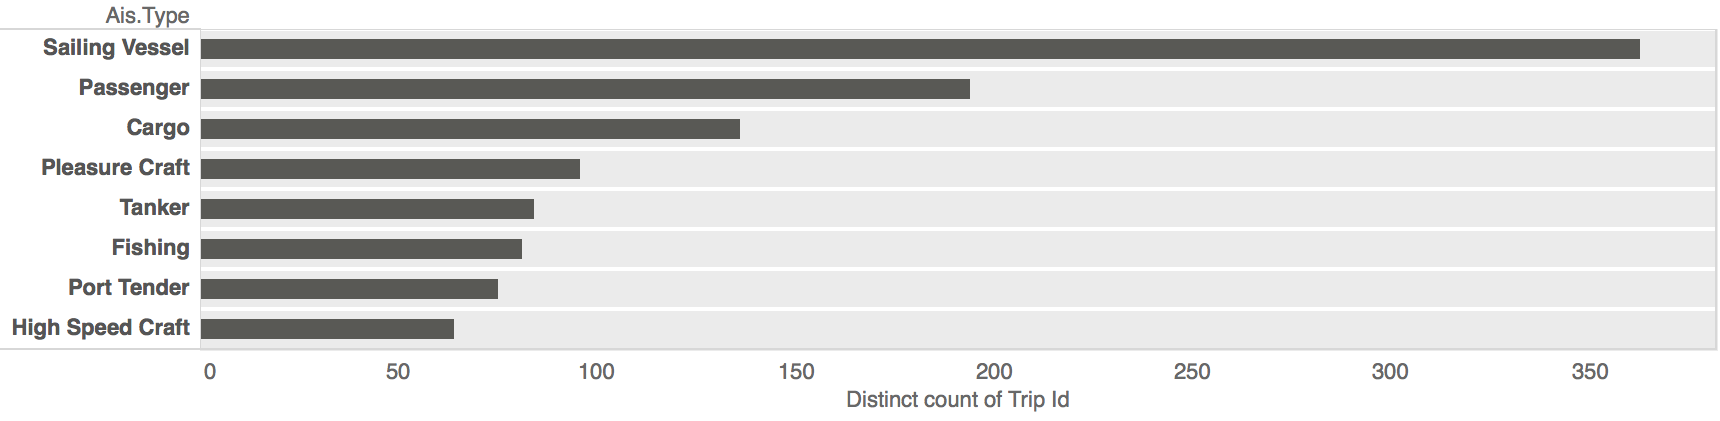 Ais.Type
Sailing Vessel
Passenger
Cargo
Pleasure Craft
Tanker
Fishing
Port Tender
High Speed Craft
0 50 100 150 200 250 300 350
Distinct count of Trip Id